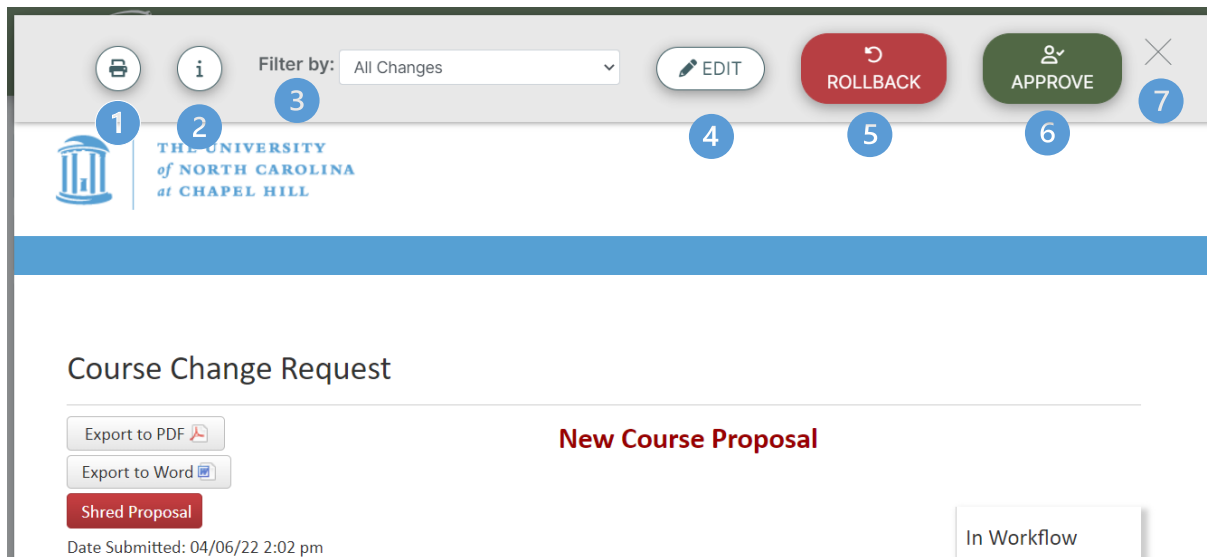 i
Filter by: All Changes
EDIT
ROLLBACK
APPROVE
1
2
3
4
5
6
7
THE UNIVERSITY
of NORTH CAROLINA
at CHAPEL HILL
Course Change Request
Export to PDF
New Course Proposal
Export to Word
Shred Proposal
Date Submitted: 04/06/22 2:02 pm
In Workflow